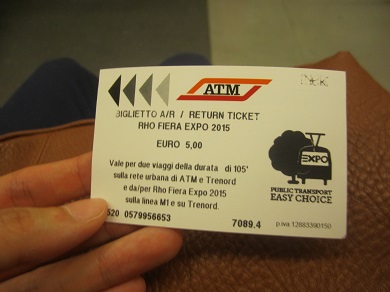 ATM
BIGLIETTO A/R / RETURN TICKET
RHO FIERA EXPO 2015
EURO 5,00
Vale per due viaggi della durata di 105'
sulla rete urbana di ATM e Trenord
e da/per Rho Fiera Expo 2015
sulla linea M1 e su Trenord.
EXPO
PUBLIC TRANSPORT
EASY CHOICE
520 0579956653
7089.4
p.iva 12883390150